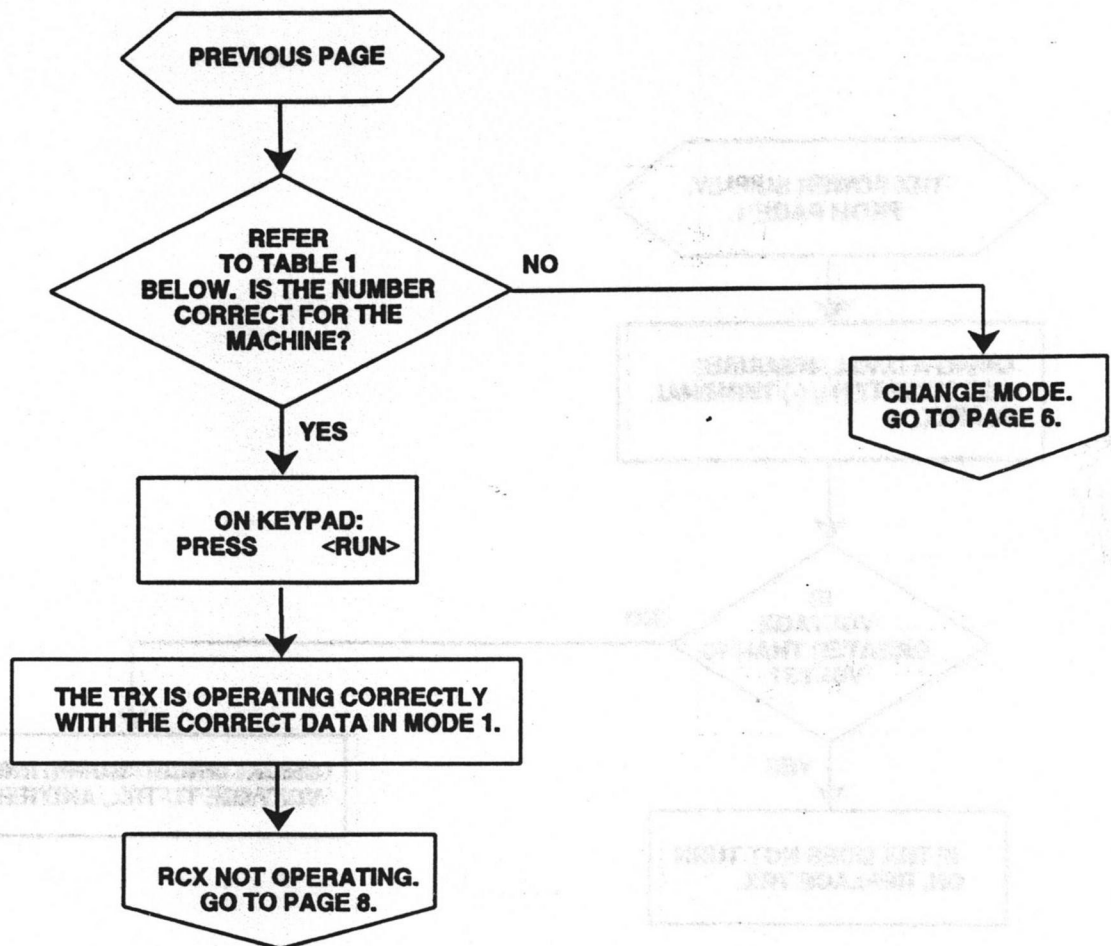 PREVIOUS PAGE
REFER
TO TABLE 1
BELOW. IS THE NUMBER
CORRECT FOR THE
MACHINE?
NO
CHANGE MODE.
GO TO PAGE 6.
YES
ON KEYPAD:
PRESS <RUN>
THE TRX IS OPERATING CORRECTLY
WITH THE CORRECT DATA IN MODE 1.
RCX NOT OPERATING.
GO TO PAGE 8.